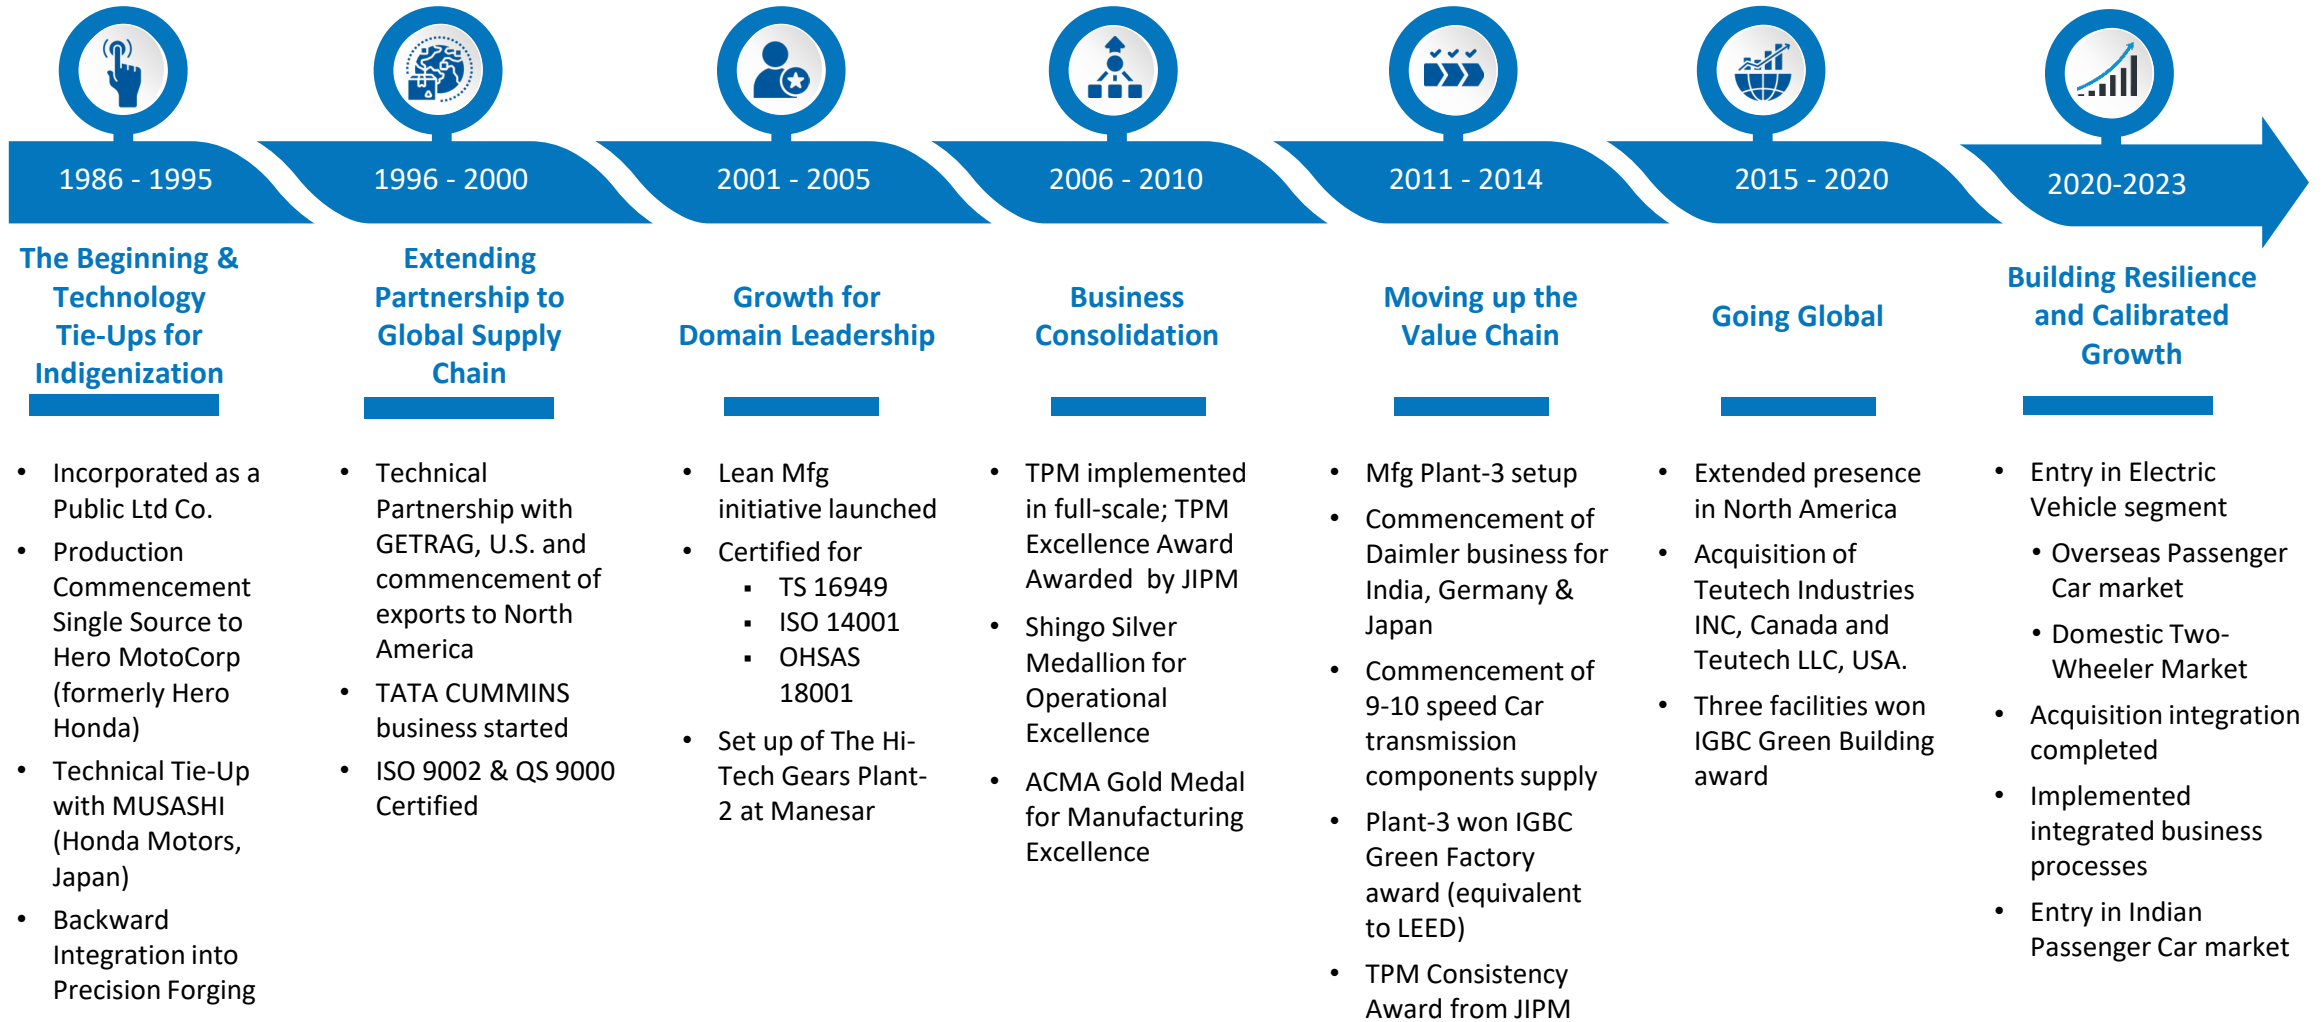 1986 - 1995
The Beginning &
Technology
Tie-Ups for
Indigenization
• Incorporated as a
Public Ltd Co.
• Production
Commencement
Single Source to
Hero MotoCorp
(formerly Hero
Honda)
• Technical Tie-Up
with MUSASHI
(Honda Motors,
Japan)
• Backward
Integration into
Precision Forging
1996 - 2000
Extending
Partnership to
Global Supply
Chain
• Technical
Partnership with
GETRAG, U.S. and
commencement of
exports to North
America
• TATA CUMMINS
business started
• ISO 9002 & QS 9000
Certified
2001 - 2005
Growth for
Domain Leadership
• Lean Mfg
initiative launched
• Certified for
▪ TS 16949
▪ ISO 14001
▪ OHSAS
18001
• Set up of The Hi-
Tech Gears Plant-
2 at Manesar
2006 - 2010
Business
Consolidation
• TPM implemented
in full-scale; TPM
Excellence Award
Awarded by JIPM
• Shingo Silver
Medallion for
Operational
Excellence
• ACMA Gold Medal
for Manufacturing
Excellence
2011 - 2014
Moving up the
Value Chain
• Mfg Plant-3 setup
• Commencement of
Daimler business for
India, Germany &
Japan
• Commencement of
9-10 speed Car
transmission
components supply
• Plant-3 won IGBC
Green Factory
award (equivalent
to LEED)
• TPM Consistency
Award from JIPM
2015 - 2020
Going Global
• Extended presence
in North America
• Acquisition of
Teutech Industries
INC, Canada and
Teutech LLC, USA.
• Three facilities won
IGBC Green Building
award
2020-2023
Building Resilience
and Calibrated
Growth
• Entry in Electric
Vehicle segment
• Overseas Passenger
Car market
• Domestic Two-
Wheeler Market
• Acquisition integration
completed
• Implemented
integrated business
processes
• Entry in Indian
Passenger Car market